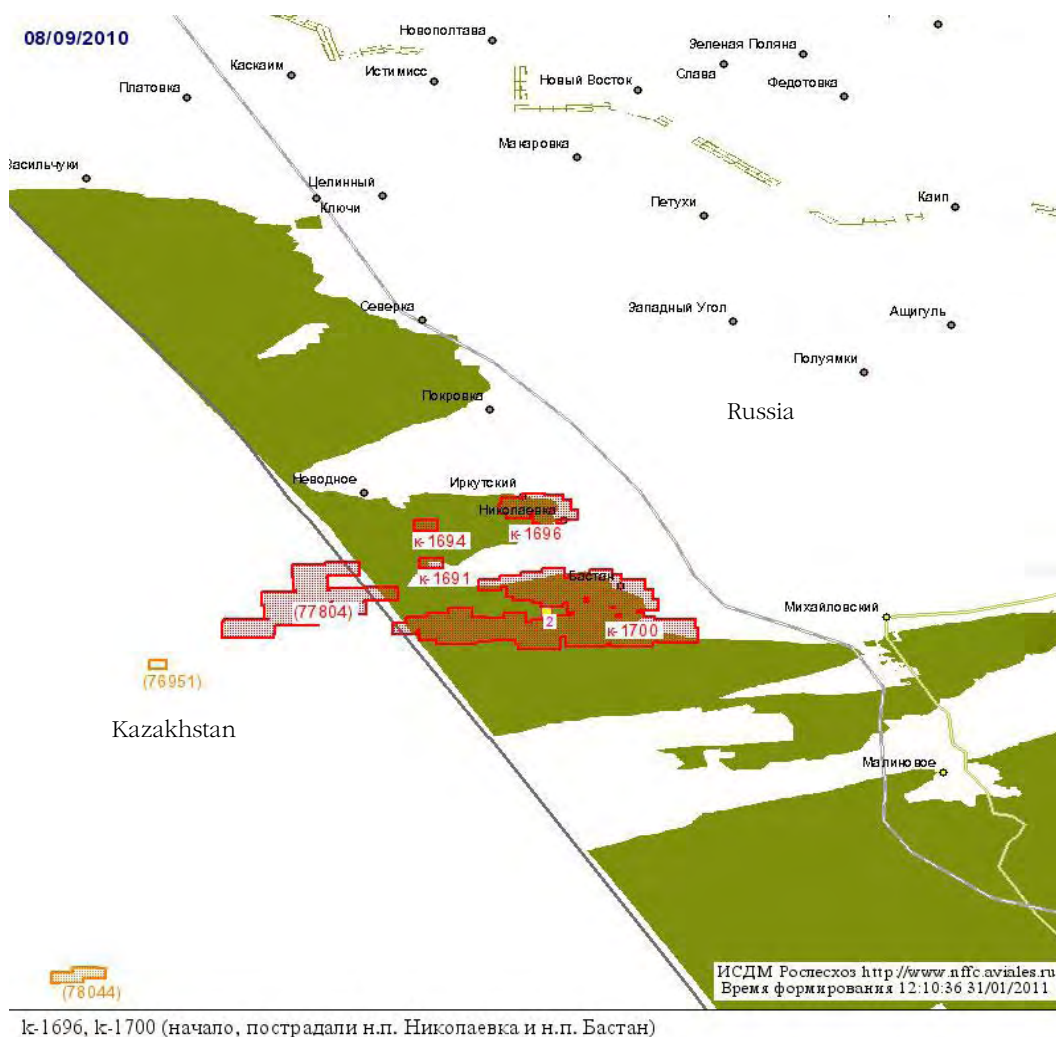 08/09/2010
Новополтава
Зеленая Поляна
Каскаим
Истимисс
Слава
Новый Восток
Федотовка
Платовка
Макаровка
Васильчуки
Целинный
Ключи
Петухи
Каип
Северка
Западный Угол
Ащигуль
Полуямки
Покровка
Russia
Неводное
Иркутский
Николаевка
к-1694
к-1696
к-1691
Бастан
(77804)
2
к-1700
Михайловский
(76951)
Kazakhstan
Малиновое
(78044)
ИСДМ Рослесхоз http://www.nffc.aviales.ru
Время формирования 12:10:36 31/01/2011
k-1696, k-1700 (начало, пострадали н.п. Николаевка и н.п. Бастан)